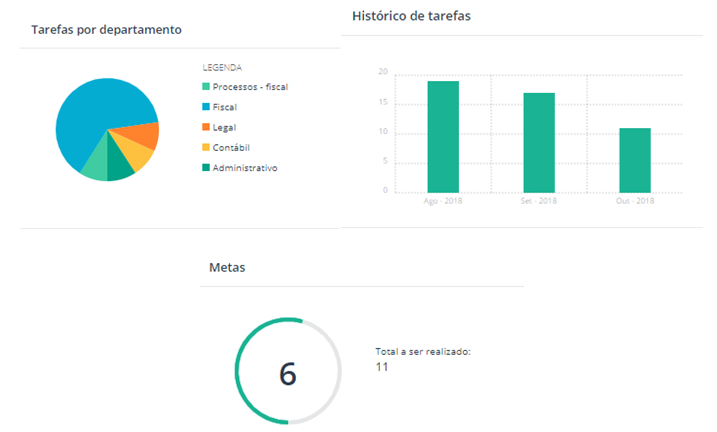 Tarefas por departamento
LEGENDA
Processos - fiscal
Fiscal
Legal
Contábil
Administrativo
Histórico de tarefas
20
15
10
5
0
Ago - 2018
Set - 2018
Out - 2018
Metas
6
Total a ser realizado:
11